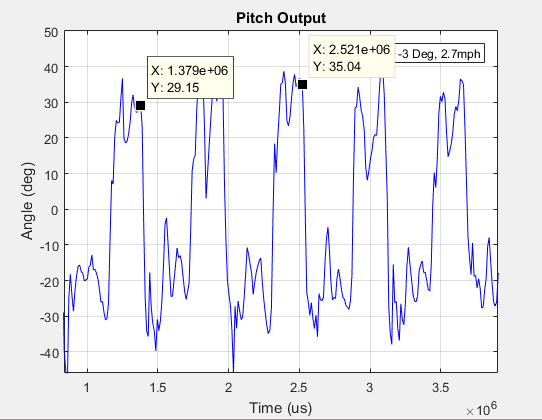 Pitch Output
X: 1.379e+06
Y: 29.15
X: 2.521e+06
Y: 35.04
-3 Deg, 2.7mph
Angle (deg)
50
40
30
20
10
0
-10
-20
-30
-40
1
1.5
2
2.5
3
3.5
×10⁶
Time (us)